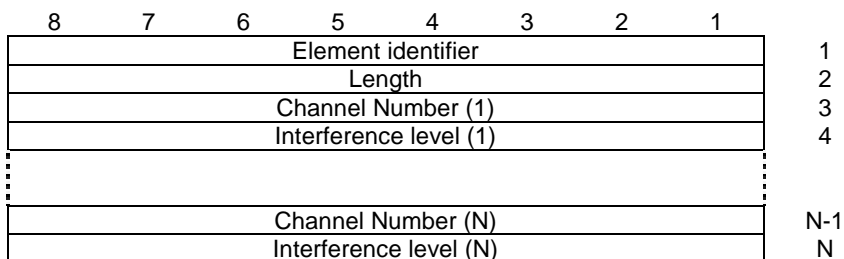 8 7 6 5 4 3 2 1
Element identifier 1
Length 2
Channel Number (1) 3
Interference level (1) 4
Channel Number (N) N-1
Interference level (N) N